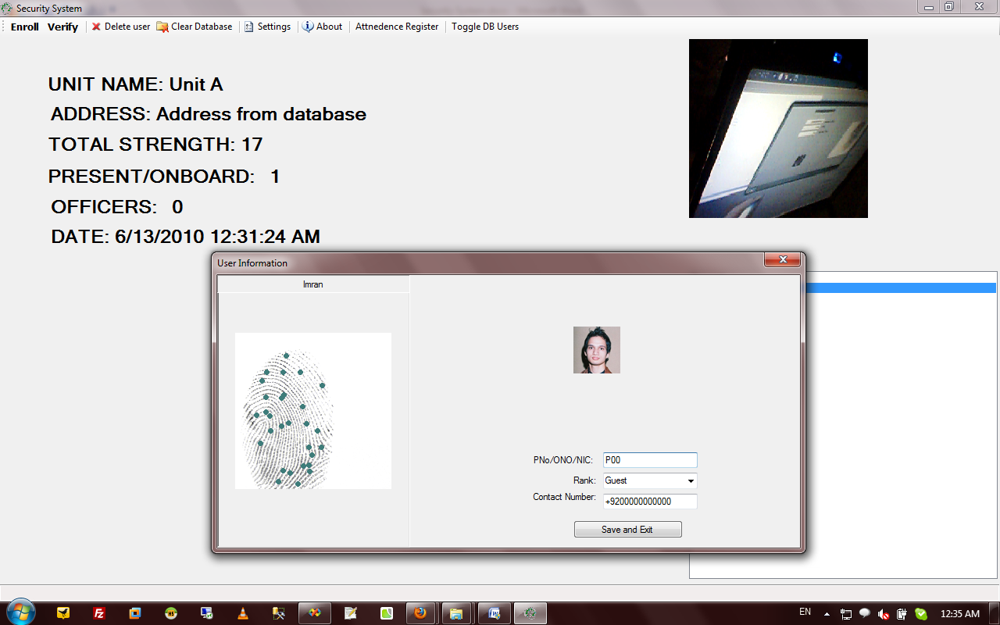 Security System
Enroll Verify Delete user Clear Database Settings About Attnedence Register Toggle DB Users
UNIT NAME: Unit A
ADDRESS: Address from database
TOTAL STRENGTH: 17
PRESENT/ONBOARD: 1
OFFICERS: 0
DATE: 6/13/2010 12:31:24 AM
User Information
Imran
PNo/ONO/NIC: P00
Rank: Guest
Contact Number: +9200000000000
Save and Exit
EN 12:35 AM